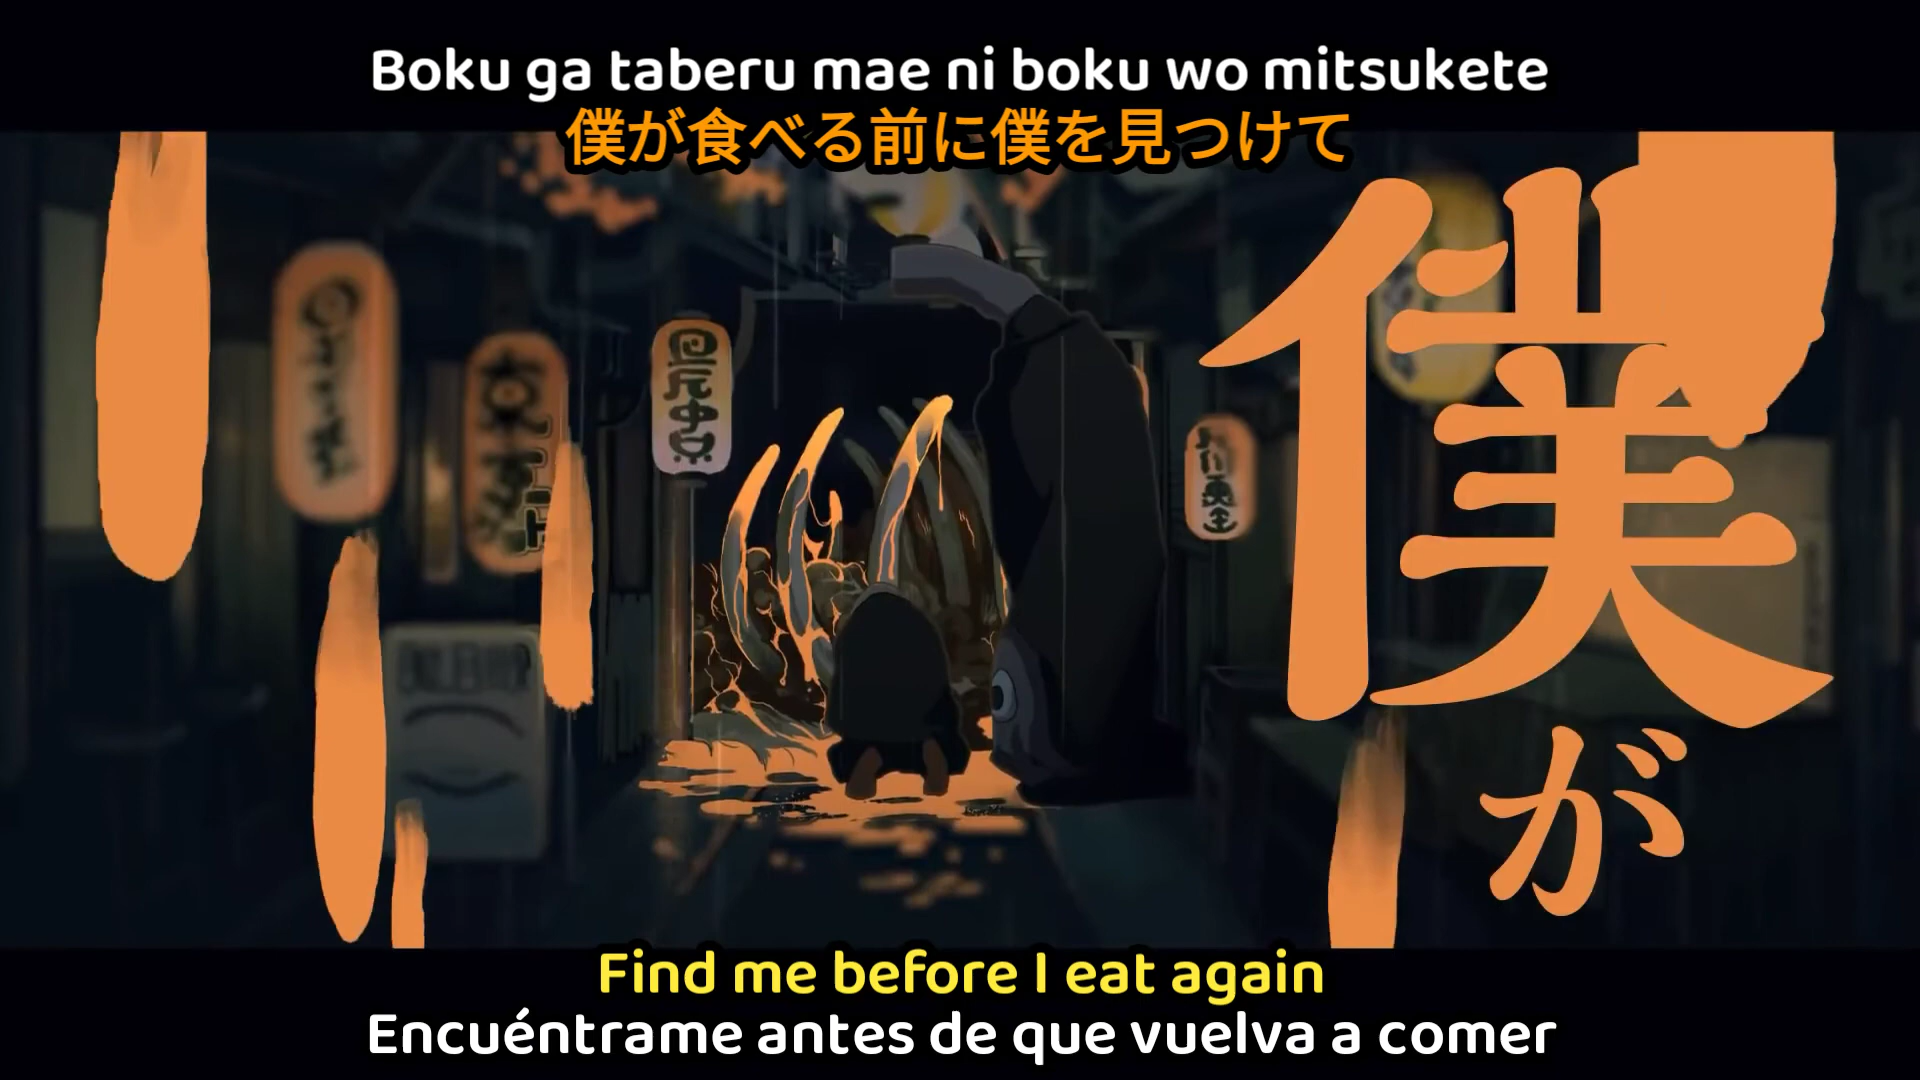 Boku ga taberu mae ni boku wo mitsukete
僕が食べる前に僕を見つけて
僕
が
Find me before I eat again
Encuéntrame antes de que vuelva a comer